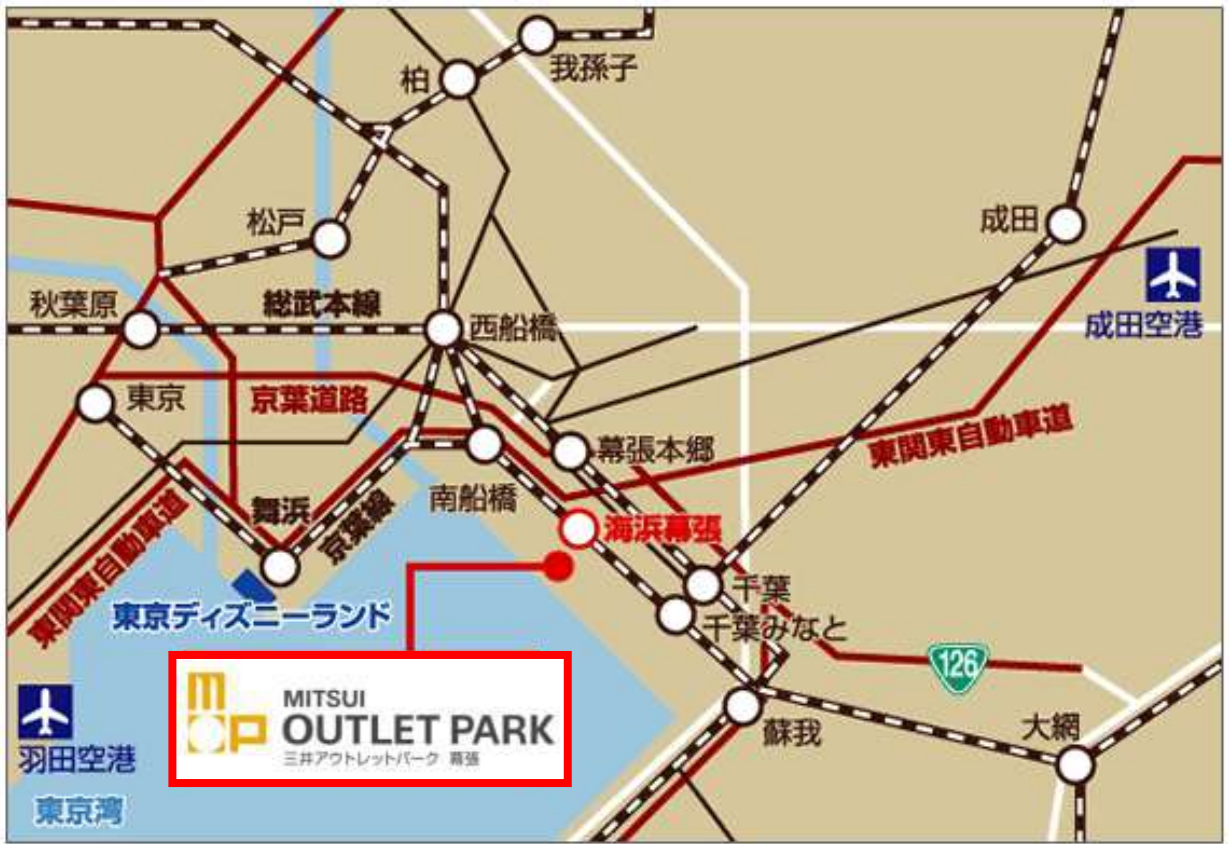 我孫子
柏
松戸
成田
秋葉原
総武本線
西船橋
成田空港
東京
京葉道路
幕張本郷
東関東自動車道
南船橋
舞浜
京葉線
海浜幕張
東関東自動車道
千葉
東京ディズニーランド
千葉みなと
126
MITSUI
OUTLET PARK
三井アウトレットパーク 幕張
蘇我
大網
羽田空港
東京湾